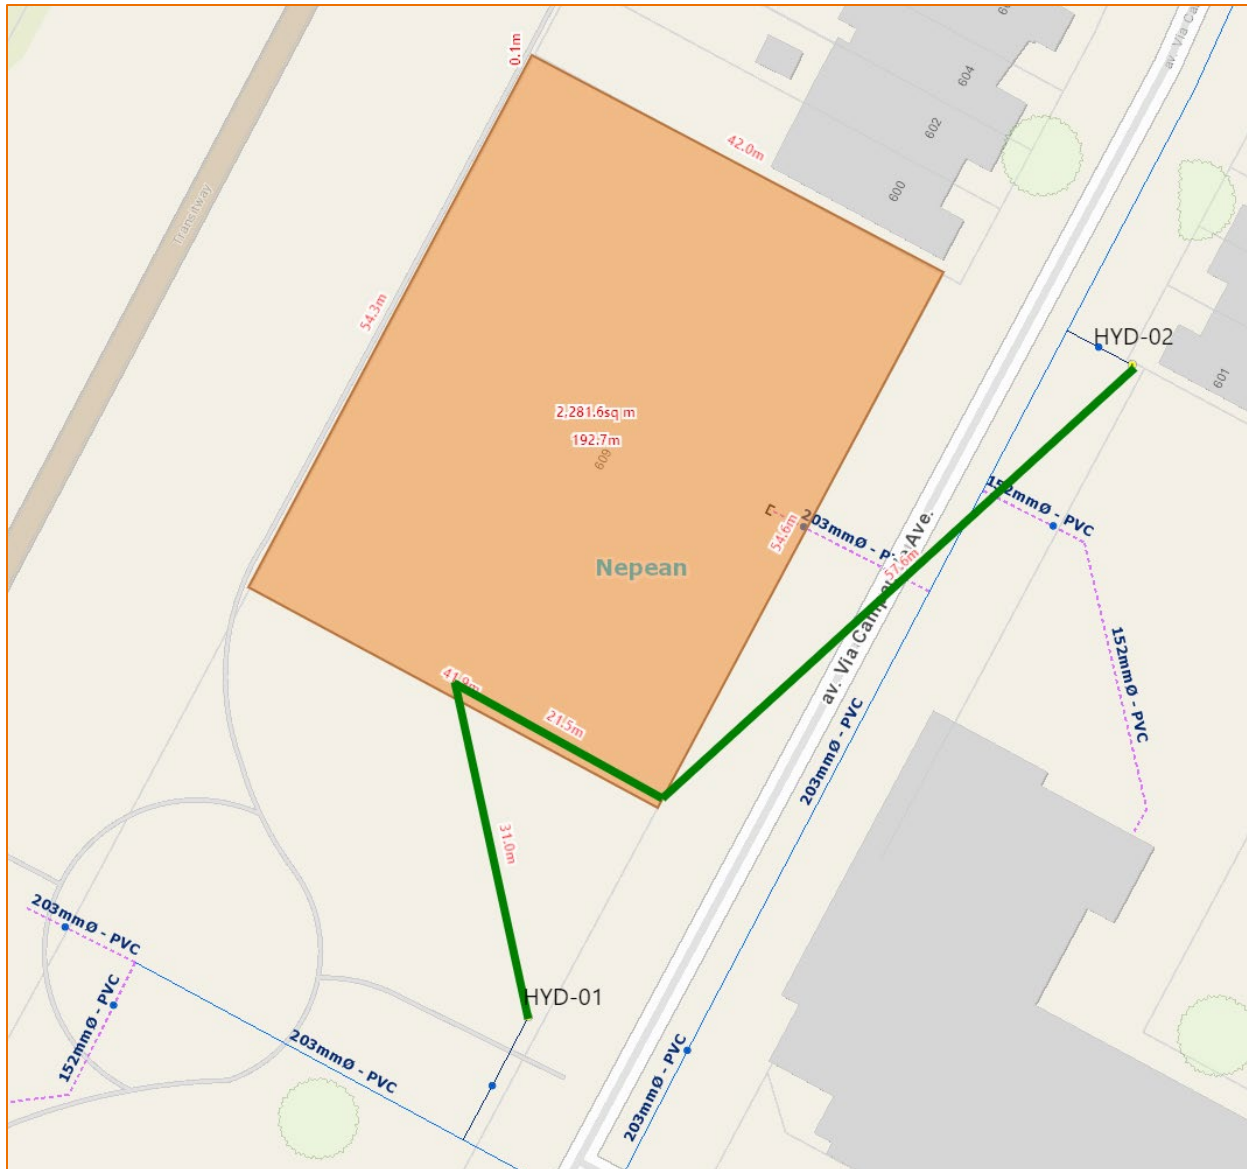 0.1m
604
602
42.0m
600
av. Via Ca
Transitway
54.3m
HYD-02
601
2,281.6sq m
192.7m
609
152mmØ - PVC
203mmØ - P
54.6m
57.6m
Nepean
av. Via Camp Ave.
152mmØ - PVC
41.9m
21.5m
203mmØ - PVC
31.0m
203mmØ - PVC
HYD-01
152mmØ - PVC
203mmØ - PVC
203mmØ - PVC